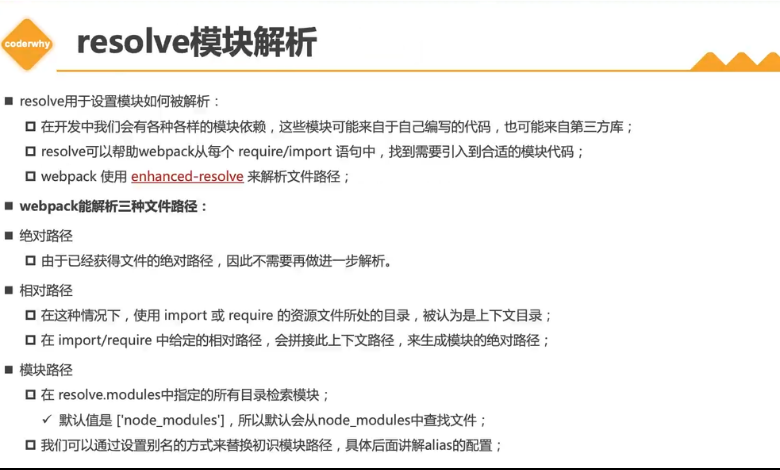 coderwhy
resolve模块解析
resolve用于设置模块如何被解析：
在开发中我们会有各种各样的模块依赖，这些模块可能来自于自己编写的代码，也可能来自第三方库；
resolve可以帮助webpack从每个 require/import 语句中，找到需要引入到合适的模块代码；
webpack 使用 enhanced-resolve 来解析文件路径；
webpack能解析三种文件路径：
绝对路径
由于已经获得文件的绝对路径，因此不需要再做进一步解析。
相对路径
在这种情况下，使用 import 或 require 的资源文件所处的目录，被认为是上下文目录；
在 import/require 中给定的相对路径，会拼接此上下文路径，来生成模块的绝对路径；
模块路径
在 resolve.modules中指定的所有目录检索模块；
✓ 默认值是 ['node_modules']，所以默认会从node_modules中查找文件；
我们可以通过设置别名的方式来替换初识模块路径，具体后面讲解alias的配置；